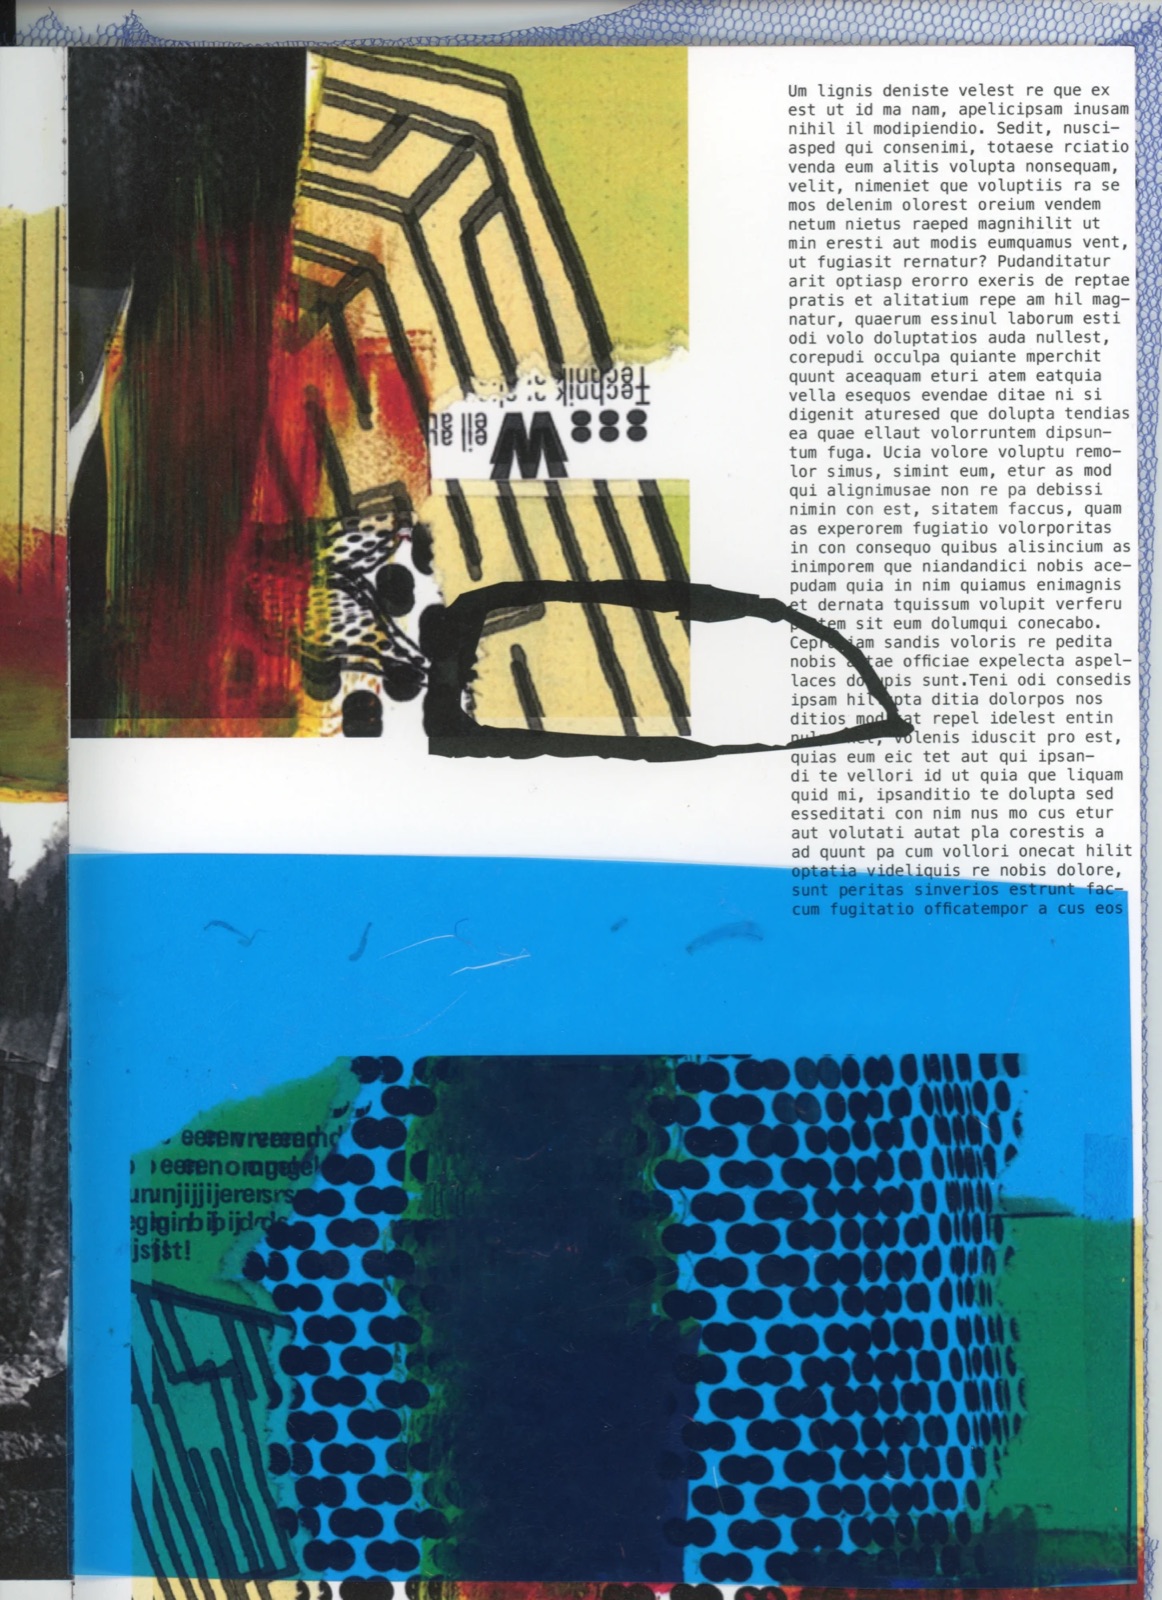 Technik
Um lignis deniste velest re que ex
est ut id ma nam, apelicipsam inusam
nihil il modipiendio. Sedit, nusci-
asped qui consenimi, totaese rciatio
venda eum alitis volupta nonsequam,
velit, nimeniet que voluptiis ra se
mos delenim olorest oreium vendem
netum nietus raeped magnihilit ut
min eresti aut modis eumquamus vent,
ut fugiasit rernatur? Pudanditatur
arit optiasp erorro exeris de reptae
pratis et alitatium repe am hil mag-
natur, quaerum essinul laborum esti
odi volo doluptatios auda nullest,
corepudi occulpa quiante mperchit
quunt aceaquam eturi atem eatquia
vella esequos evendae ditae ni si
digenit aturesed que dolupta tendias
ea quae ellaut volorruntem dipsun-
tum fuga. Ucia volore voluptu remo-
lor simus, simint eum, etur as mod
qui alignimusae non re pa debissi
nimin con est, sitatem faccus, quam
as experorem fugiatio volorporitas
in con consequo quibus alisincium as
inimporem que niandandici nobis ace-
pudam quia in nim quiamus enimagnis
et dernata tquissum volupit verferu
sit eum dolumqui conecabo.
sandis voloris re pedita
nobis officiae expelecta aspel-
laces sunt.Teni odi consedis
ipsam ditia dolorpos nos
ditios repel idelest entin
volenis iduscit pro est,
quias eum eic tet aut qui ipsan-
di te vellori id ut quia que liquam
quid mi, ipsanditio te dolupta sed
esseditati con nim nus mo cus etur
aut volutati autat pla corestis a
ad quunt pa cum vollori onecat hilit
optatia videliquis re nobis dolore,
sunt peritas sinverios estrunt fac-
cum fugitatio officatempor a cus eos